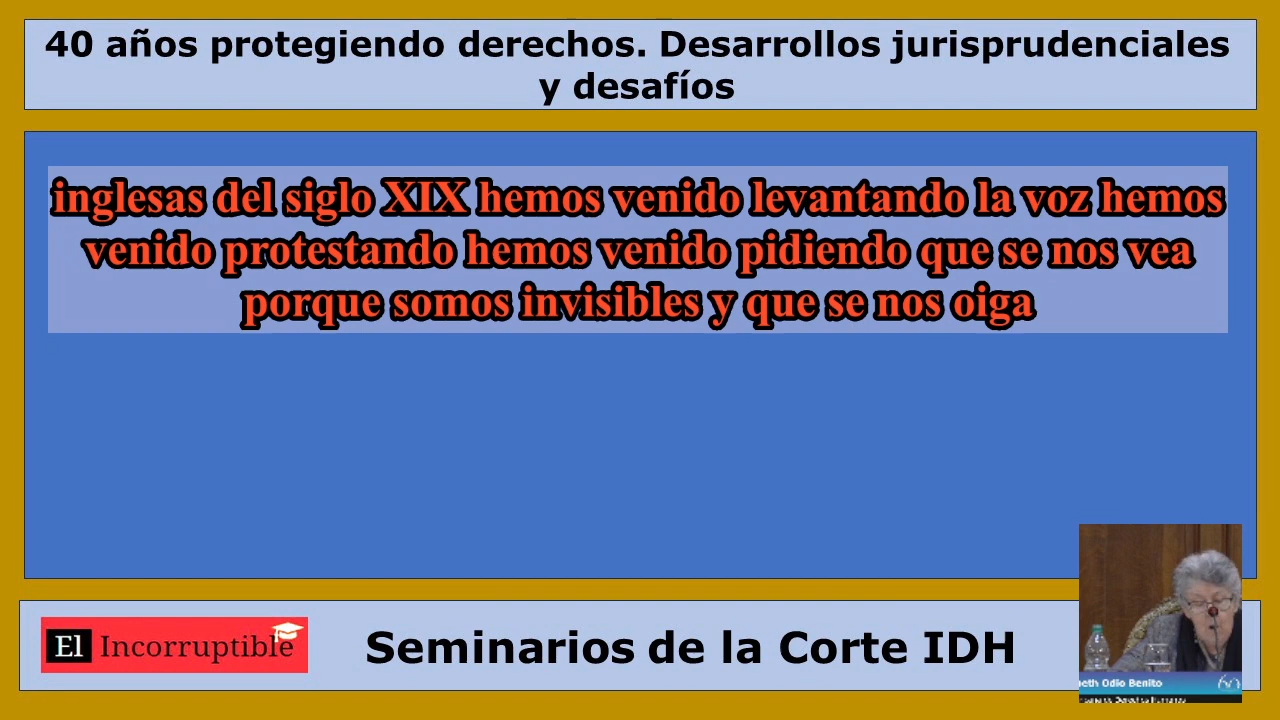 40 años protegiendo derechos. Desarrollos jurisprudenciales
y desafíos
inglesas del siglo XIX hemos venido levantando la voz hemos
venido protestando hemos venido pidiendo que se nos vea
porque somos invisibles y que se nos oiga
El Incorruptible
Seminarios de la Corte IDH
Odio Benito